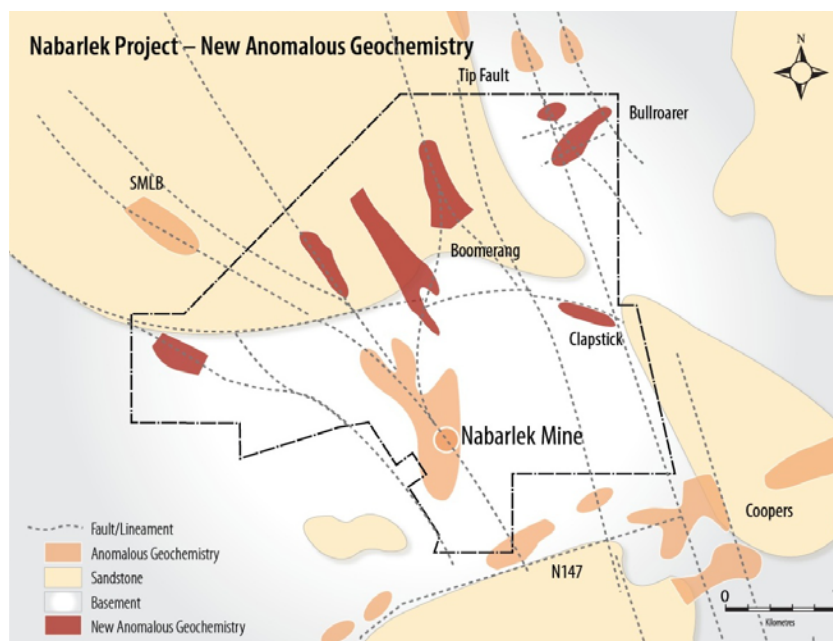 Nabarlek Project – New Anomalous Geochemistry
N
Tip Fault
Bullroarer
SMLB
Boomerang
Clapstick
Nabarlek Mine
Coopers
N147
Fault/Lineament
Anomalous Geochemistry
Sandstone
Basement
New Anomalous Geochemistry
0
Kilometres